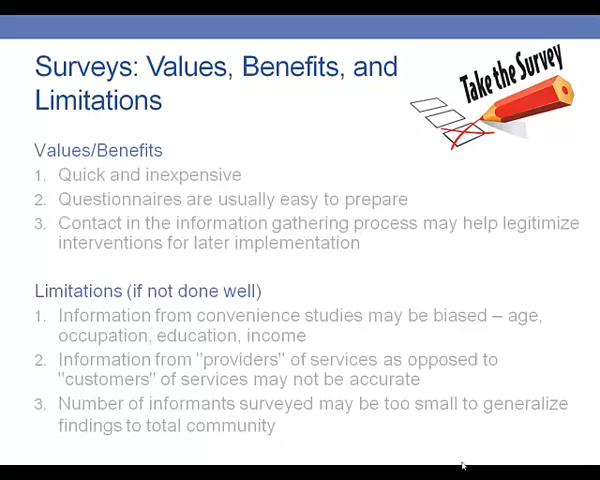 Surveys: Values, Benefits, and
Limitations
Take the Survey
Values/Benefits
1. Quick and inexpensive
2. Questionnaires are usually easy to prepare
3. Contact in the information gathering process may help legitimize
interventions for later implementation
Limitations (if not done well)
1. Information from convenience studies may be biased – age,
occupation, education, income
2. Information from "providers" of services as opposed to
"customers" of services may not be accurate
3. Number of informants surveyed may be too small to generalize
findings to total community